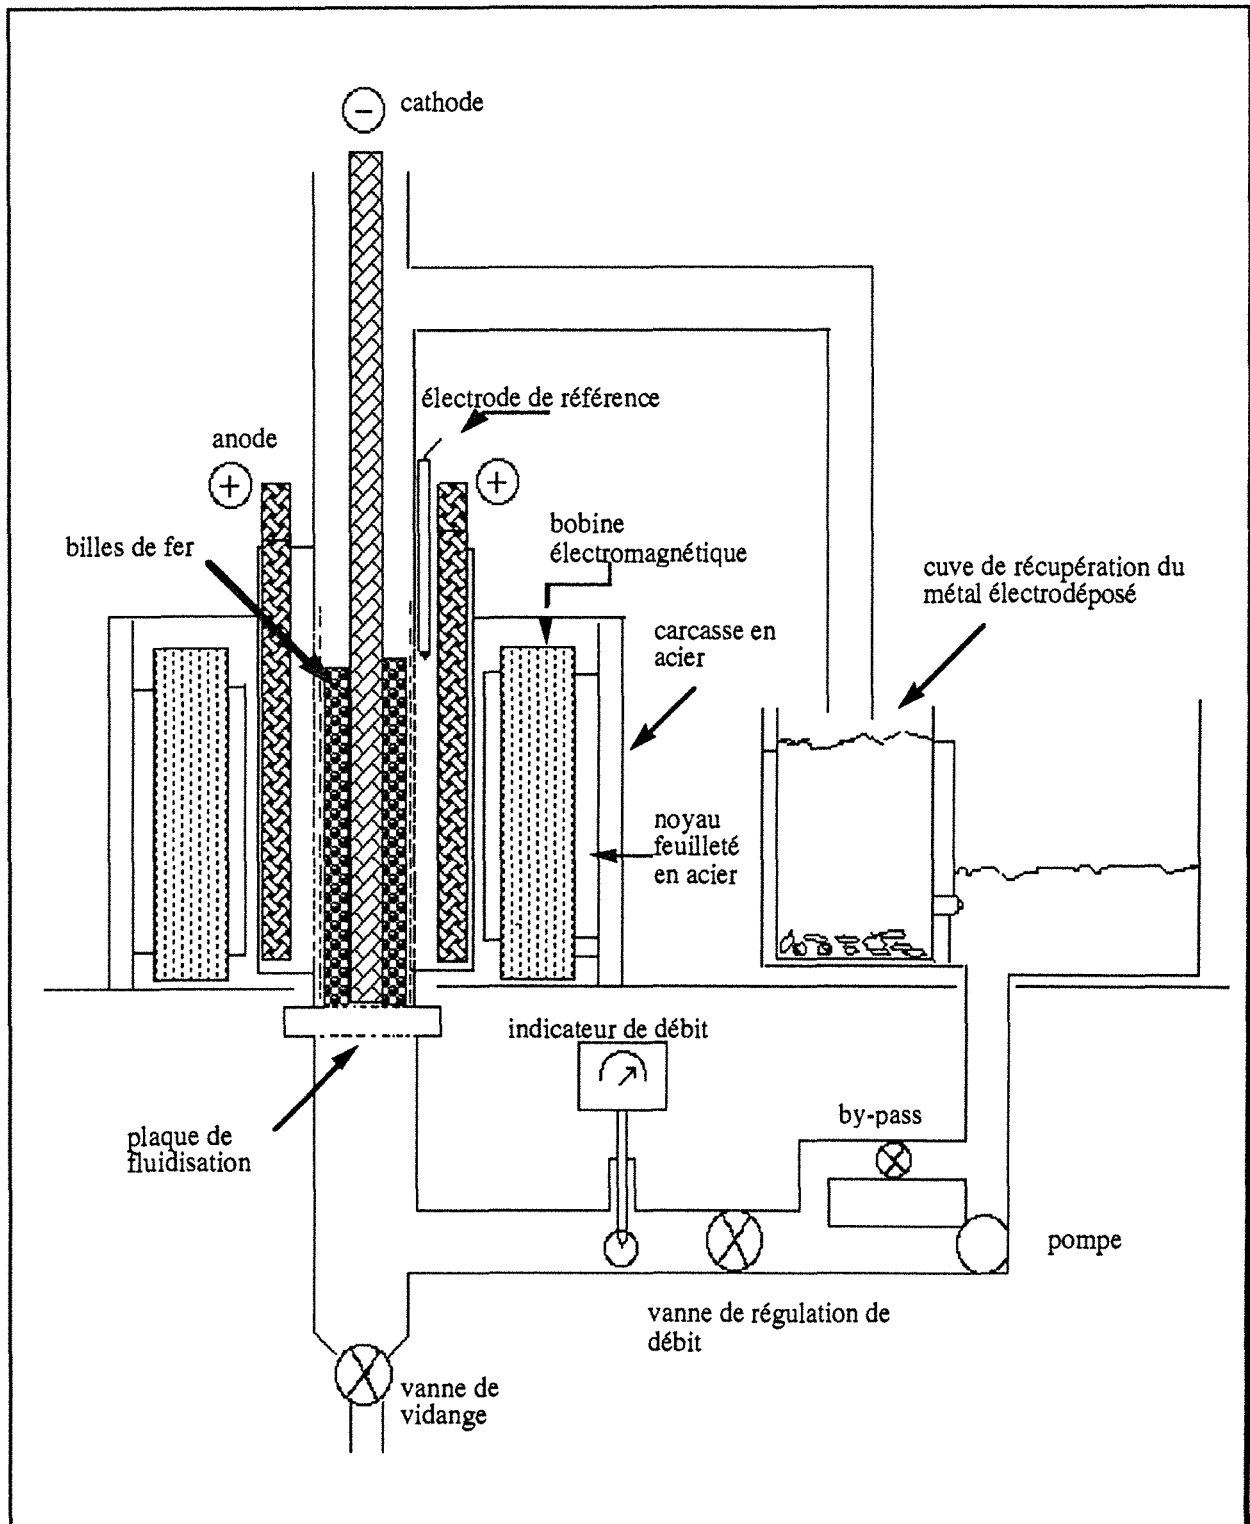 cathode
électrode de référence
anode
bobine
électromagnétique
billes de fer
cuve de récupération du
métal électrodéposé
carcasse en
acier
noyau
feuilleté
en acier
indicateur de débit
by-pass
plaque de
fluidisation
pompe
vanne de régulation de
débit
vanne de
vidange